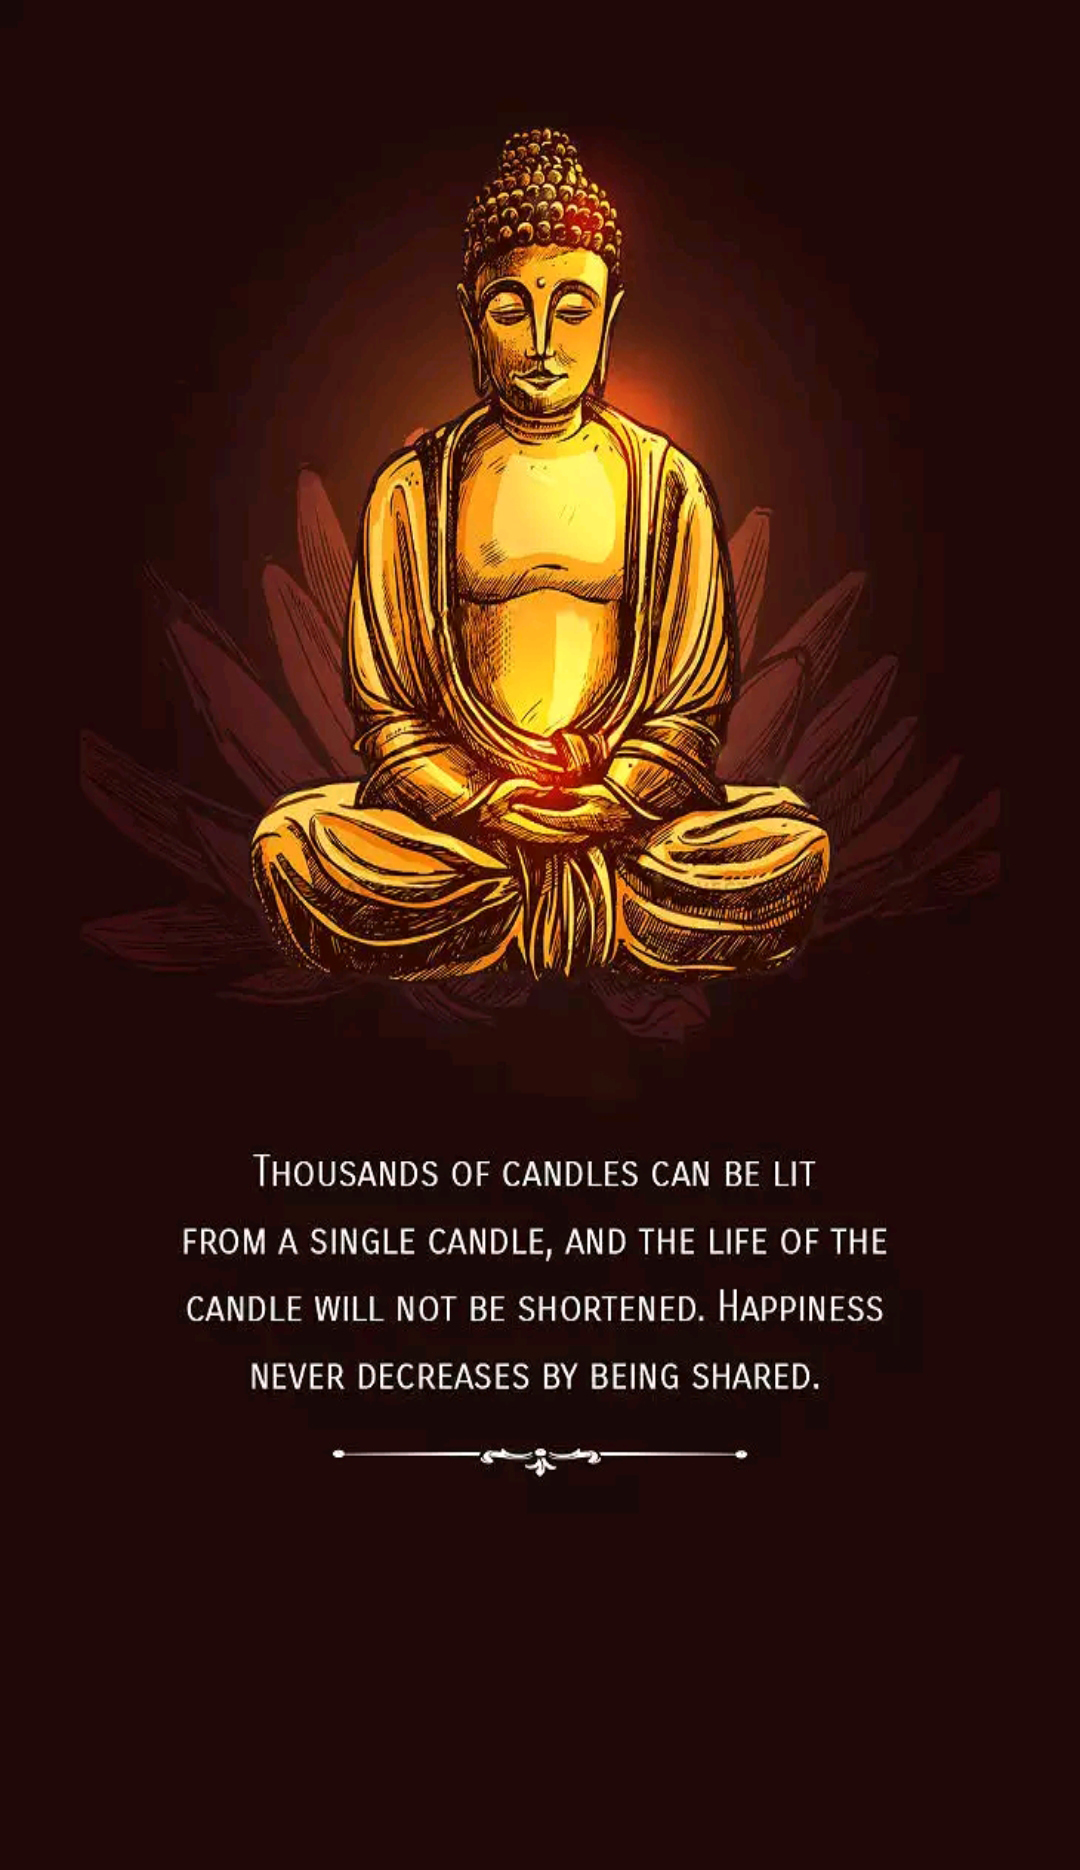 Thousands of candles can be lit
from a single candle, and the life of the
candle will not be shortened. Happiness
never decreases by being shared.